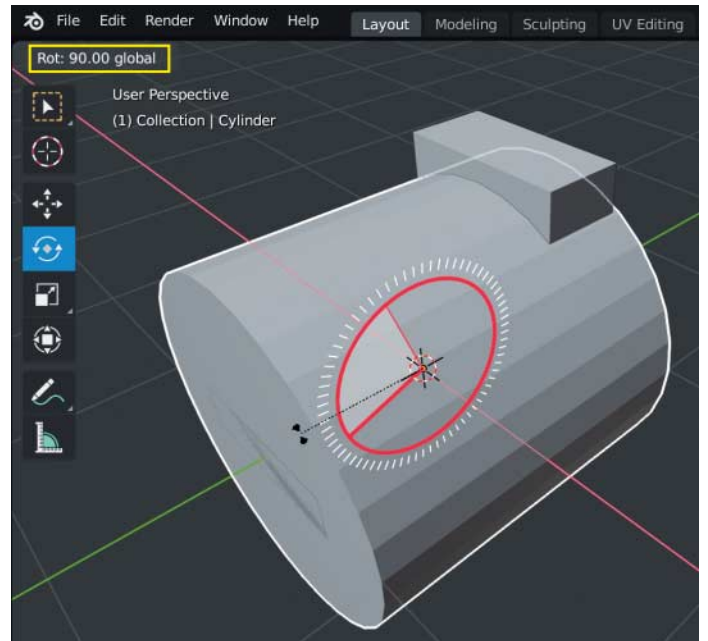 File Edit Render Window Help Layout Modeling Sculpting UV Editing
Rot: 90.00 global
User Perspective
(1) Collection | Cylinder